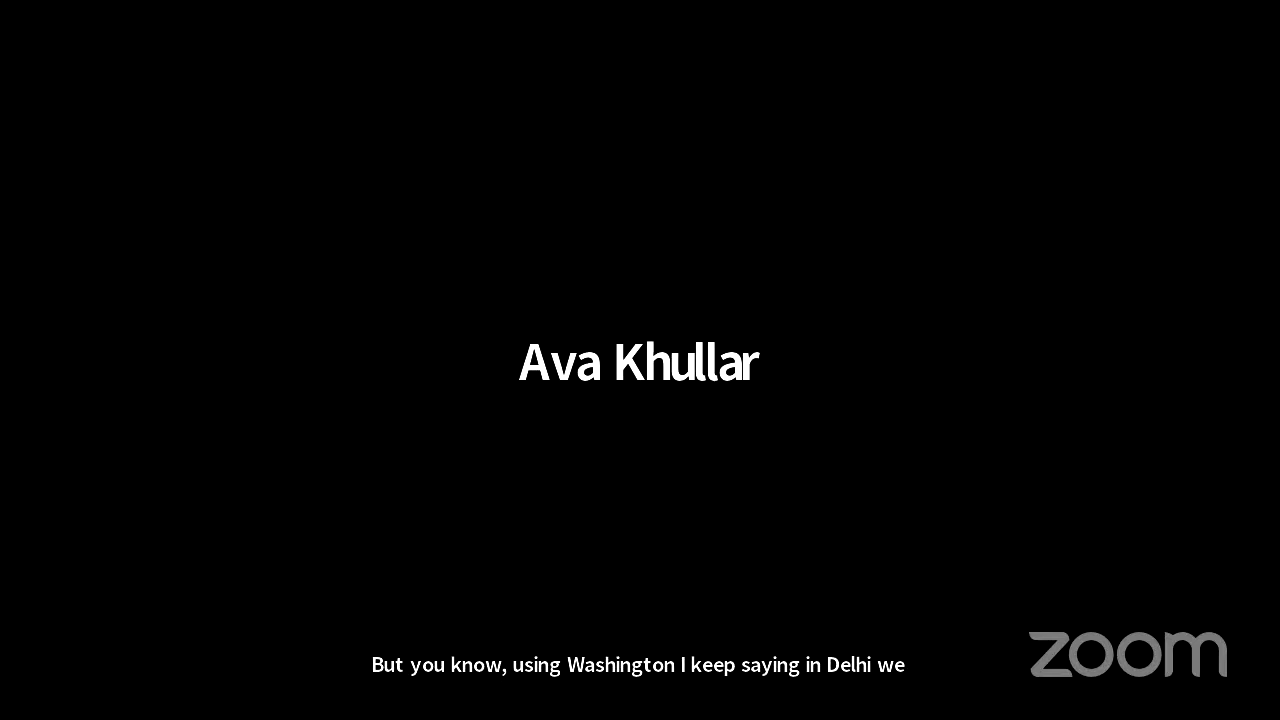 Ava Khullar
But you know, using Washington I keep saying in Delhi we
zoom